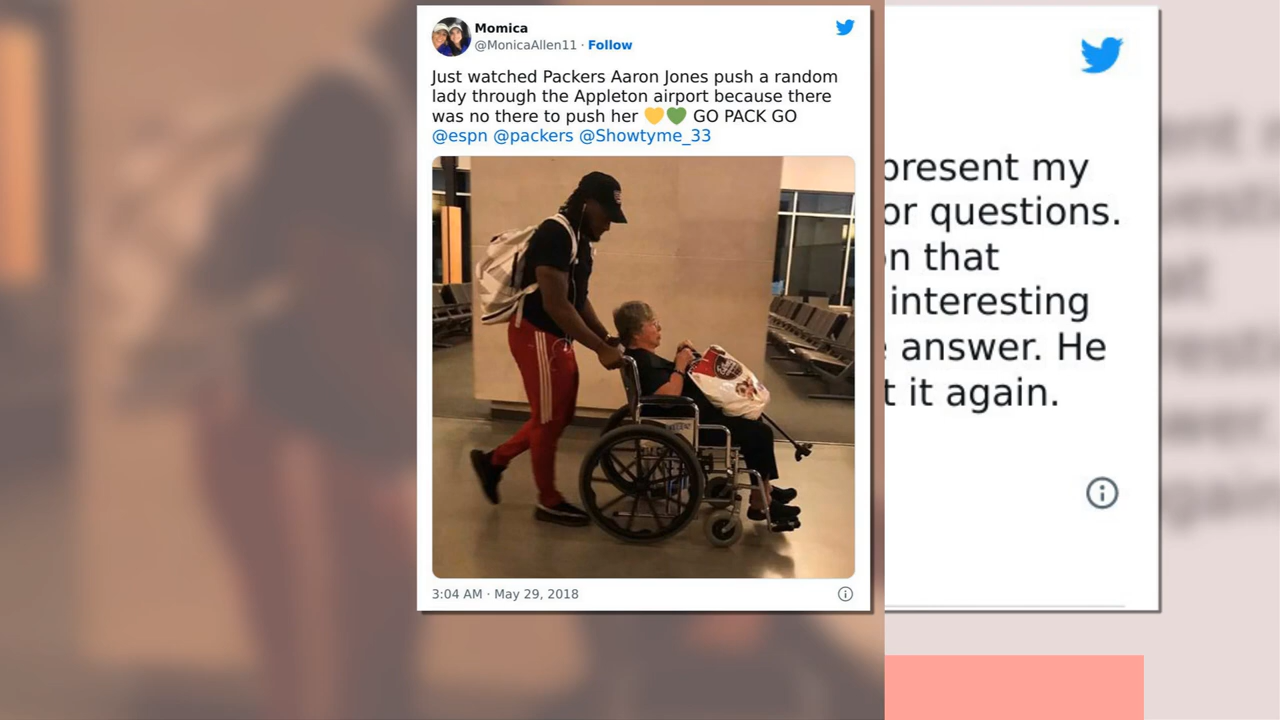 Momica
@MonicaAllen11 · Follow
Just watched Packers Aaron Jones push a random
lady through the Appleton airport because there
was no there to push her 💛💚 GO PACK GO
@espn @packers @Showtyme_33
3:04 AM · May 29, 2018
present my
or questions.
on that
interesting
answer. He
t it again.